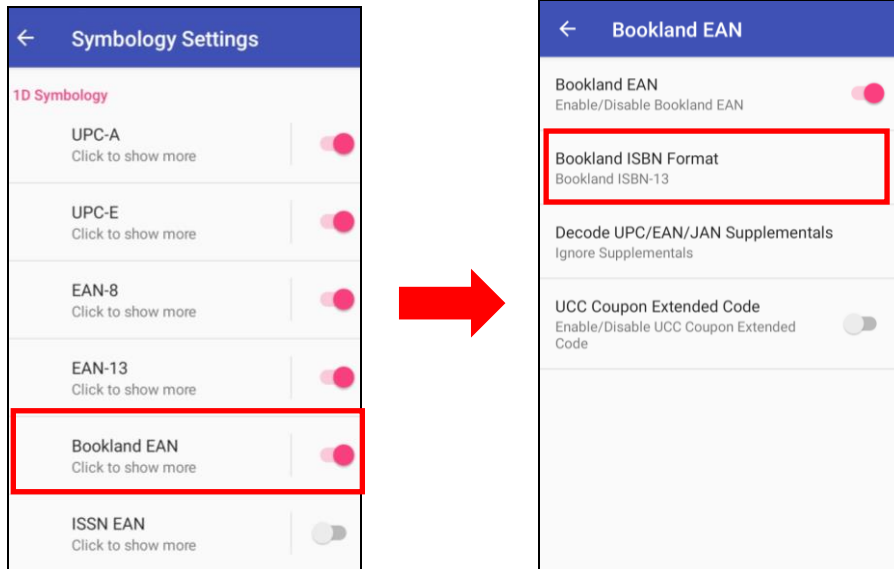 Symbology Settings
1D Symbology
UPC-A
Click to show more
UPC-E
Click to show more
EAN-8
Click to show more
EAN-13
Click to show more
Bookland EAN
Click to show more
ISSN EAN
Click to show more
Bookland EAN
Bookland EAN
Enable/Disable Bookland EAN
Bookland ISBN Format
Bookland ISBN-13
Decode UPC/EAN/JAN Supplementals
Ignore Supplementals
UCC Coupon Extended Code
Enable/Disable UCC Coupon Extended
Code